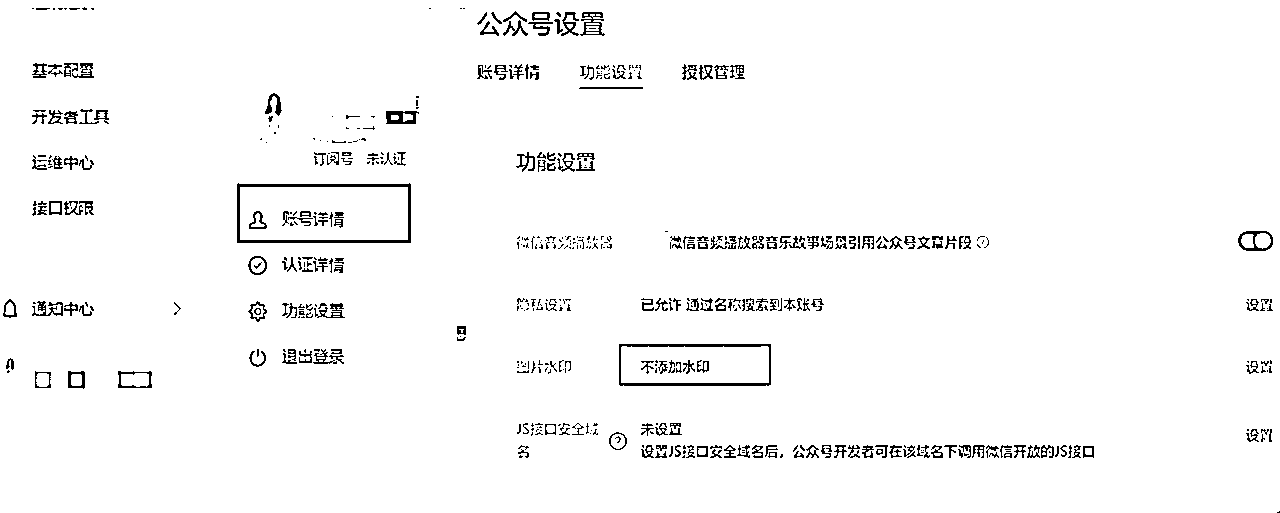 基本配置
开发者工具
运维中心
接口权限
通知中心
订阅号 未认证
账号详情
认证详情
功能设置
退出登录
公众号设置
账号详情 功能设置 授权管理
功能设置
微信音频播放器 微信音频播放器音乐故事场景引用公众号文章片段
隐私设置 已允许 通过名称搜索到本账号 设置
图片水印 不添加水印 设置
JS接口安全域名 未设置 设置
设置JS接口安全域名后，公众号开发者可在该域名下调用微信开放的JS接口